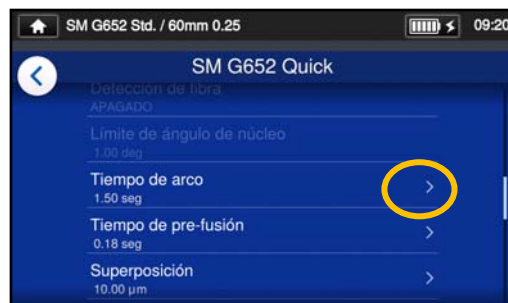 SM G652 Std. / 60mm 0.25 09:20
SM G652 Quick
Detección de fibra
APAGADO
Límite de ángulo de núcleo
1.00 deg
Tiempo de arco
1.50 seg
Tiempo de pre-fusión
0.18 seg
Superposición
10.00 µm